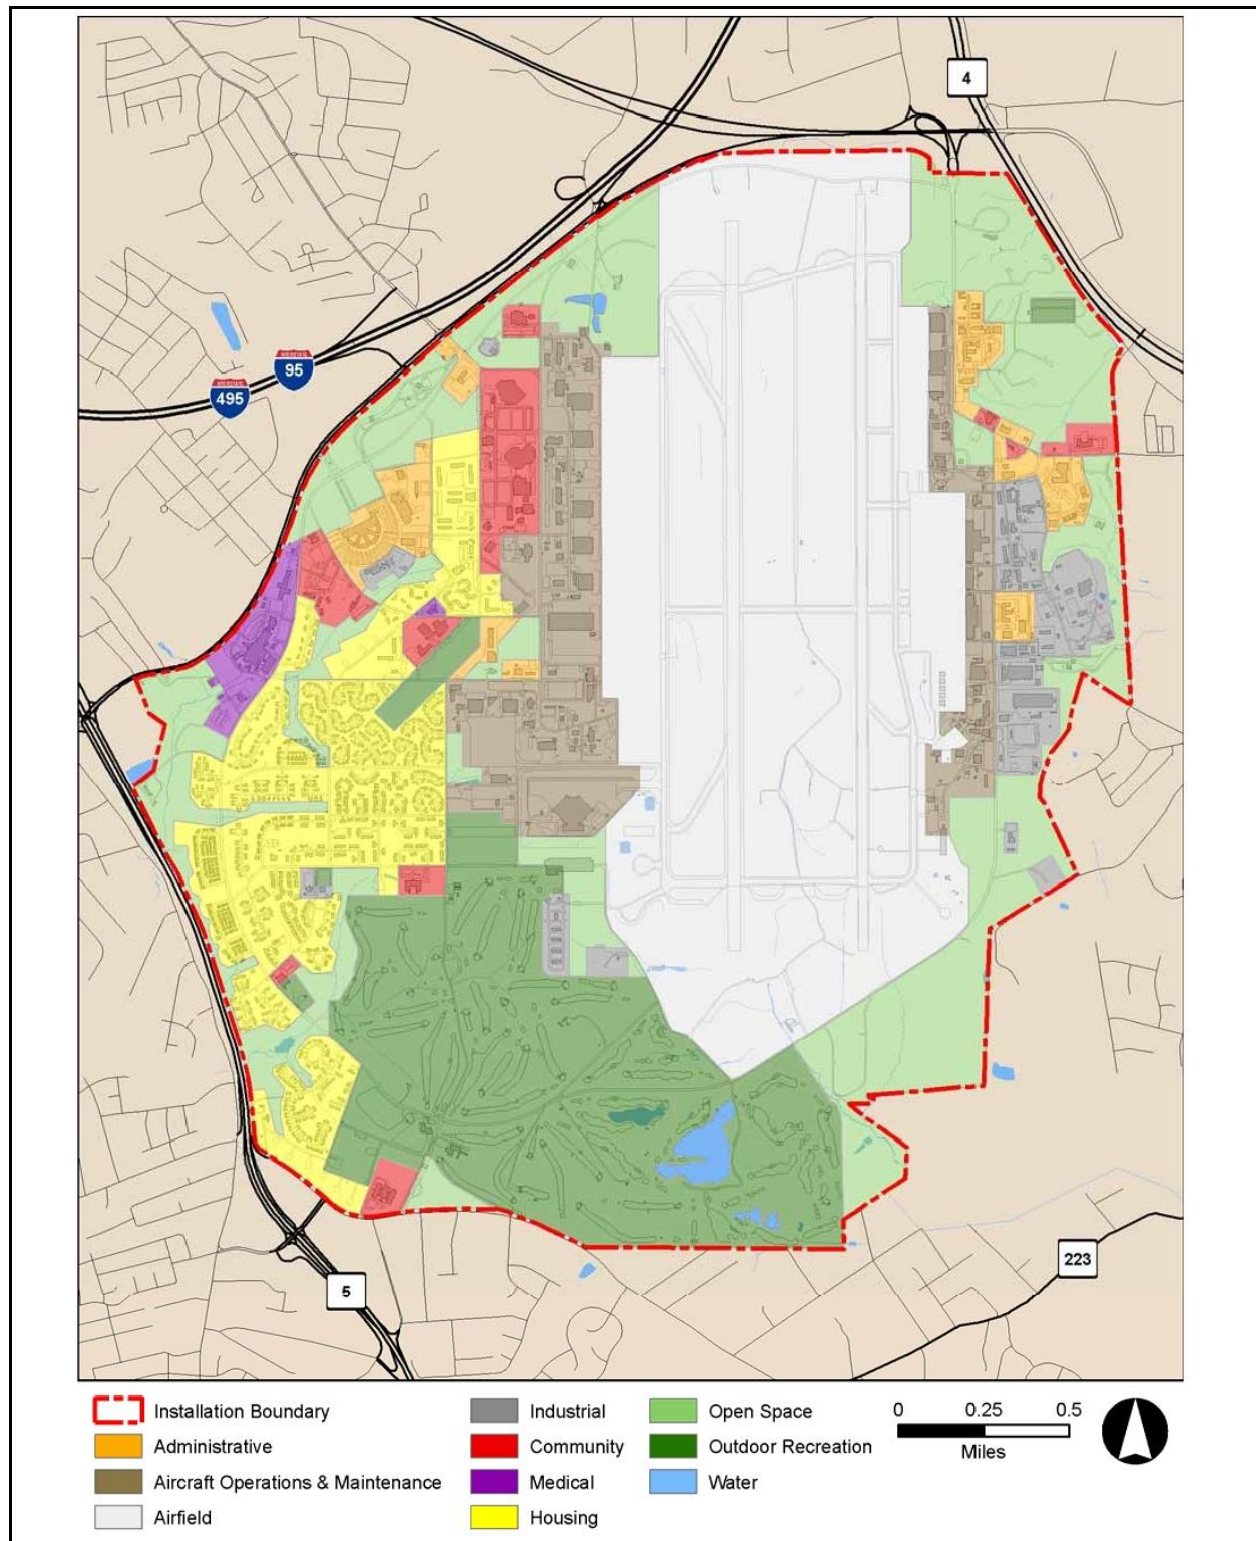 4
95
495
223
5
Installation Boundary
Administrative
Aircraft Operations & Maintenance
Airfield
Industrial
Community
Medical
Housing
Open Space
Outdoor Recreation
Water
0 0.25 0.5
Miles